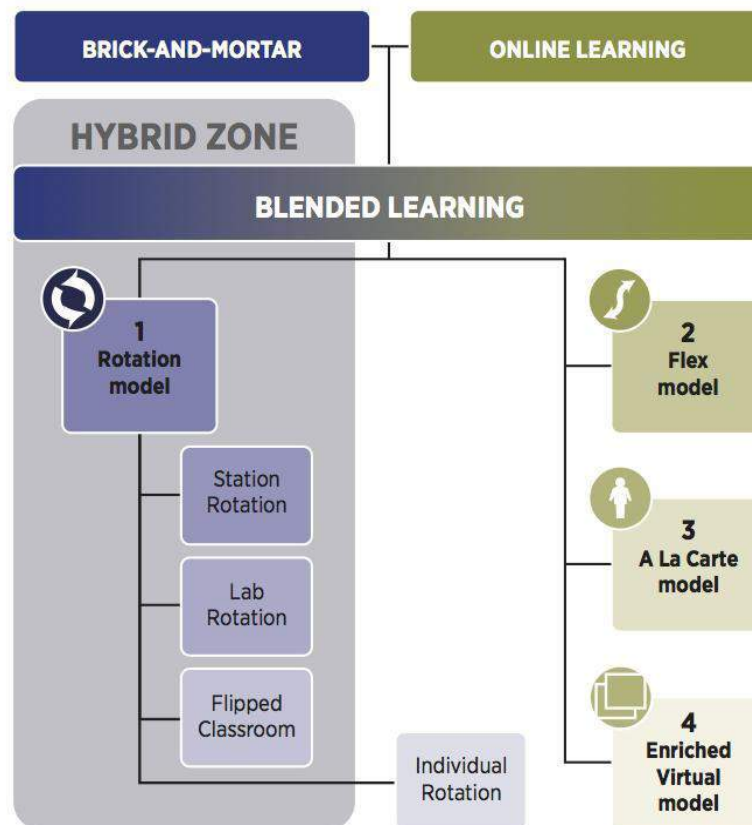 BRICK-AND-MORTAR
ONLINE LEARNING
HYBRID ZONE
BLENDED LEARNING
1
Rotation
model
Station
Rotation
Lab
Rotation
Flipped
Classroom
Individual
Rotation
2
Flex
model
3
A La Carte
model
4
Enriched
Virtual
model